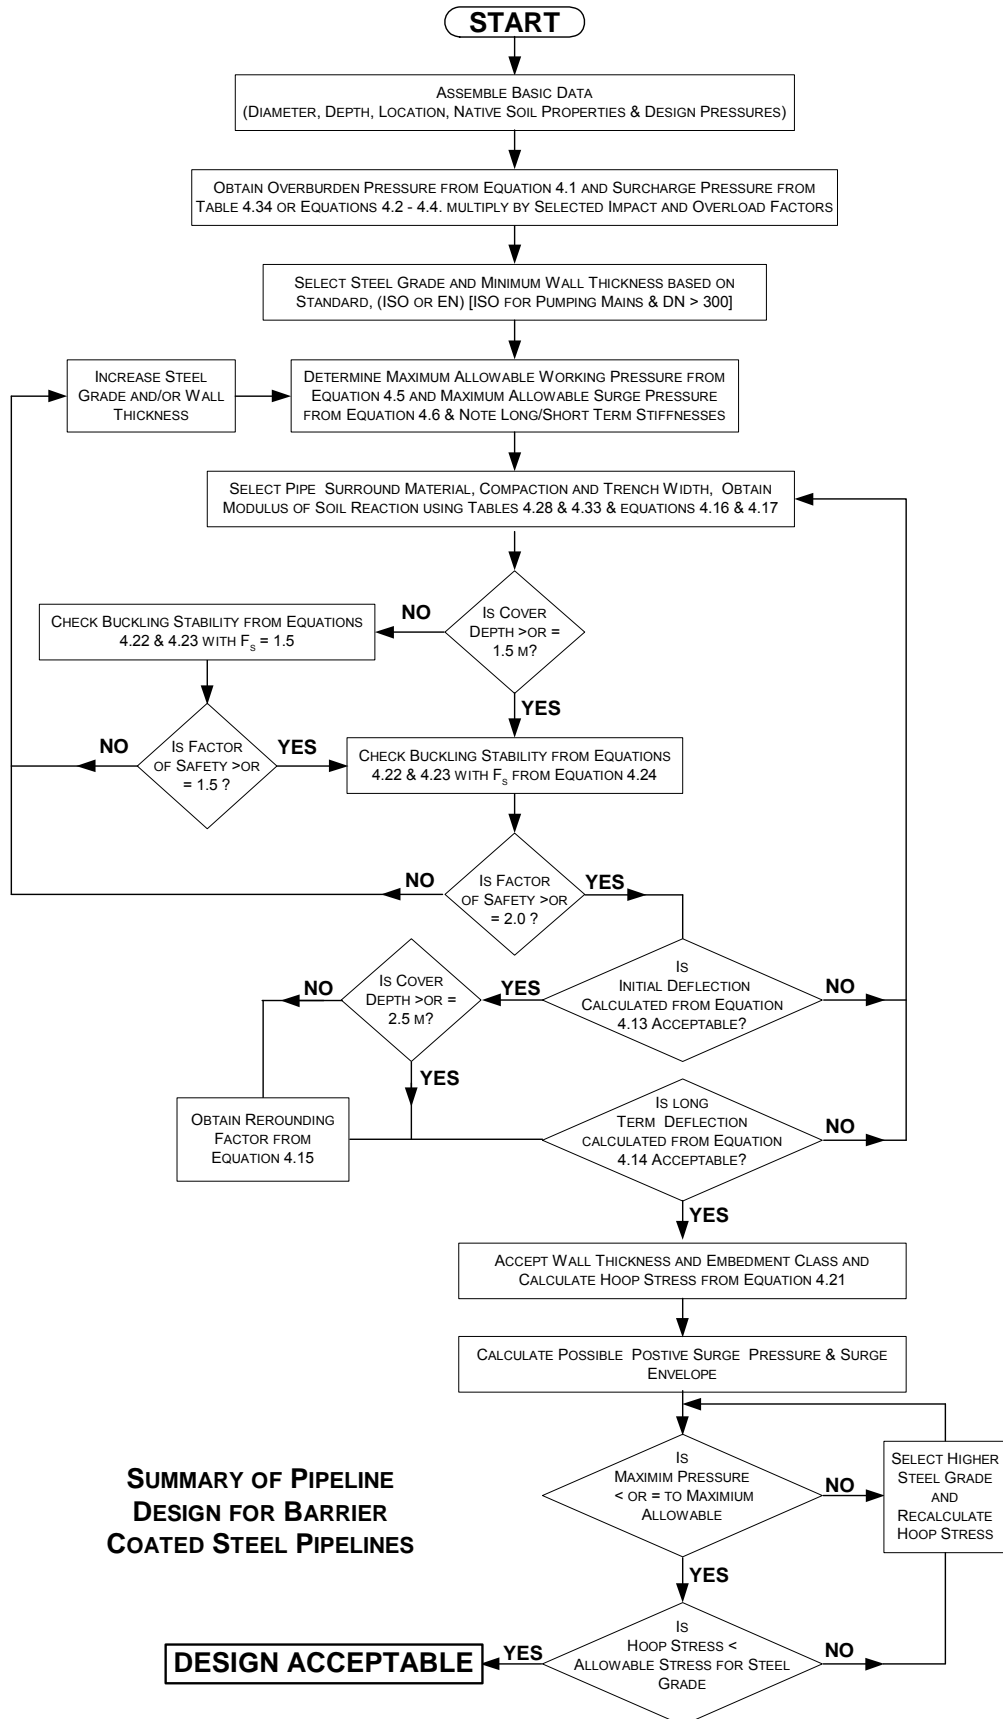 START
ASSEMBLE BASIC DATA
(DIAMETER, DEPTH, LOCATION, NATIVE SOIL PROPERTIES & DESIGN PRESSURES)
OBTAIN OVERBURDEN PRESSURE FROM EQUATION 4.1 AND SURCHARGE PRESSURE FROM
TABLE 4.34 OR EQUATIONS 4.2 - 4.4. MULTIPLY BY SELECTED IMPACT AND OVERLOAD FACTORS
SELECT STEEL GRADE AND MINIMUM WALL THICKNESS BASED ON
STANDARD, (ISO OR EN) [ISO FOR PUMPING MAINS & DN > 300]
INCREASE STEEL
GRADE AND/OR WALL
THICKNESS
DETERMINE MAXIMUM ALLOWABLE WORKING PRESSURE FROM
EQUATION 4.5 AND MAXIMUM ALLOWABLE SURGE PRESSURE
FROM EQUATION 4.6 & NOTE LONG/SHORT TERM STIFFNESSES
SELECT PIPE SURROUND MATERIAL, COMPACTION AND TRENCH WIDTH, OBTAIN
MODULUS OF SOIL REACTION USING TABLES 4.28 & 4.33 & EQUATIONS 4.16 & 4.17
IS COVER
DEPTH >OR =
1.5 M?
NO
YES
CHECK BUCKLING STABILITY FROM EQUATIONS
4.22 & 4.23 WITH Fs = 1.5
IS FACTOR
OF SAFETY >OR
= 1.5 ?
NO
YES
CHECK BUCKLING STABILITY FROM EQUATIONS
4.22 & 4.23 WITH Fs FROM EQUATION 4.24
IS FACTOR
OF SAFETY >OR
= 2.0 ?
NO
YES
IS
INITIAL DEFLECTION
CALCULATED FROM EQUATION
4.13 ACCEPTABLE?
YES
NO
IS COVER
DEPTH >OR =
2.5 M?
NO
YES
OBTAIN REROUNDING
FACTOR FROM
EQUATION 4.15
IS LONG
TERM DEFLECTION
CALCULATED FROM EQUATION
4.14 ACCEPTABLE?
NO
YES
ACCEPT WALL THICKNESS AND EMBEDMENT CLASS AND
CALCULATE HOOP STRESS FROM EQUATION 4.21
CALCULATE POSSIBLE POSTIVE SURGE PRESSURE & SURGE
ENVELOPE
IS
MAXIMIM PRESSURE
< OR = TO MAXIMIUM
ALLOWABLE
NO
YES
SELECT HIGHER
STEEL GRADE
AND
RECALCULATE
HOOP STRESS
SUMMARY OF PIPELINE
DESIGN FOR BARRIER
COATED STEEL PIPELINES
IS
HOOP STRESS <
ALLOWABLE STRESS FOR STEEL
GRADE
NO
YES
DESIGN ACCEPTABLE